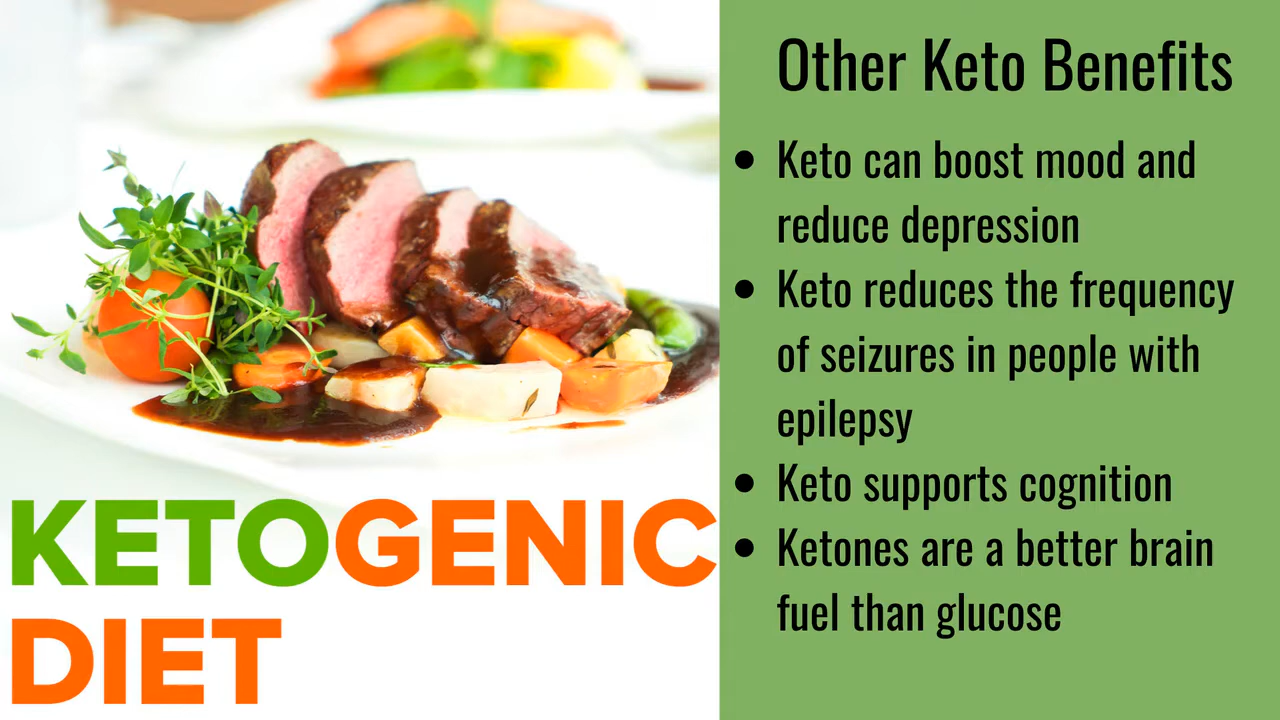 KETOGENIC
DIET
Other Keto Benefits
• Keto can boost mood and
reduce depression
• Keto reduces the frequency
of seizures in people with
epilepsy
• Keto supports cognition
• Ketones are a better brain
fuel than glucose